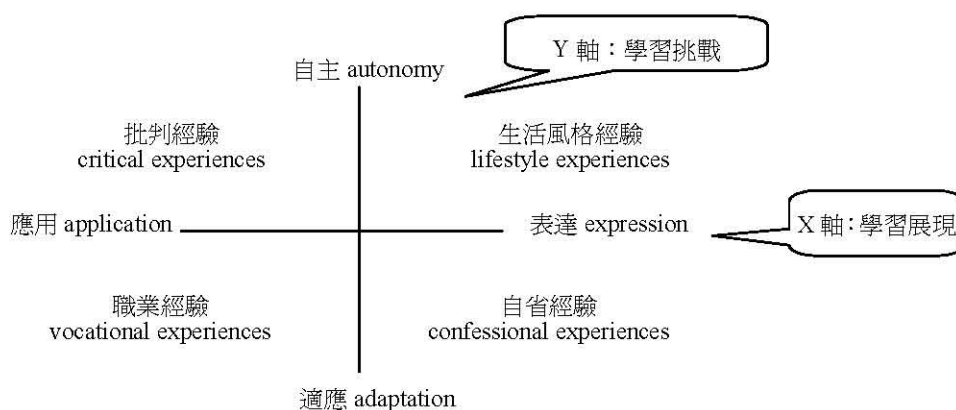 Y 軸：學習挑戰
自主 autonomy
批判經驗
critical experiences
生活風格經驗
lifestyle experiences
應用 application
表達 expression
X 軸：學習展現
職業經驗
vocational experiences
自省經驗
confessional experiences
適應 adaptation